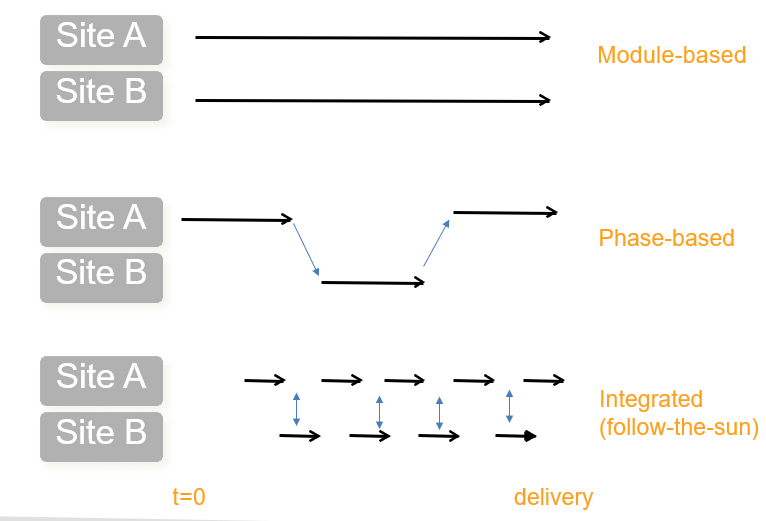 Site A
Module-based
Site B
Site A
Phase-based
Site B
Site A
Integrated
(follow-the-sun)
Site B
t=0
delivery